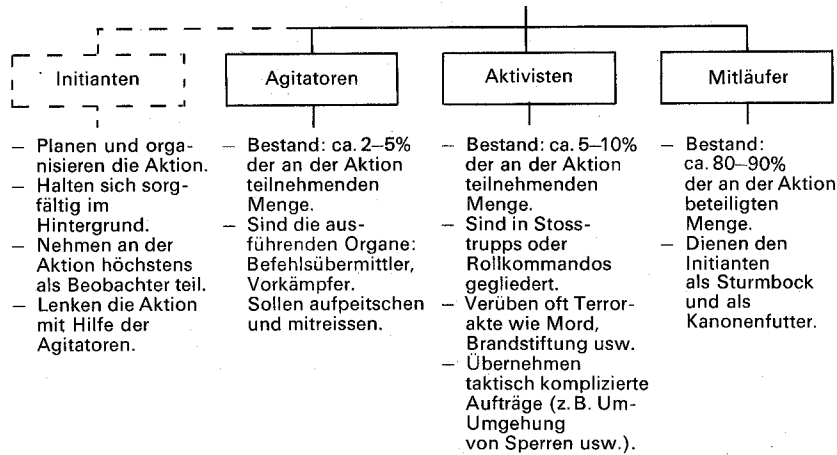 Initianten
– Planen und orga-
nisieren die Aktion.
– Halten sich sorg-
fältig im
Hintergrund.
– Nehmen an der
Aktion höchstens
als Beobachter teil.
– Lenken die Aktion
mit Hilfe der
Agitatoren.
Agitatoren
– Bestand: ca. 2–5%
der an der Aktion
teilnehmenden
Menge.
– Sind die aus-
führenden Organe:
Befehlsübermittler,
Vorkämpfer.
Sollen aufpeitschen
und mitreissen.
Aktivisten
– Bestand: ca. 5–10%
der an der Aktion
teilnehmenden
Menge.
– Sind in Stoss-
trupps oder
Rollkommandos
gegliedert.
– Verüben oft Terror-
akte wie Mord,
Brandstiftung usw.
– Übernehmen
taktisch komplizierte
Aufträge (z. B. Um-
Umgehung
von Sperren usw.).
Mitläufer
– Bestand:
ca. 80–90%
der an der Aktion
beteiligten
Menge.
– Dienen den
Initianten
als Sturmbock
und als
Kanonenfutter.